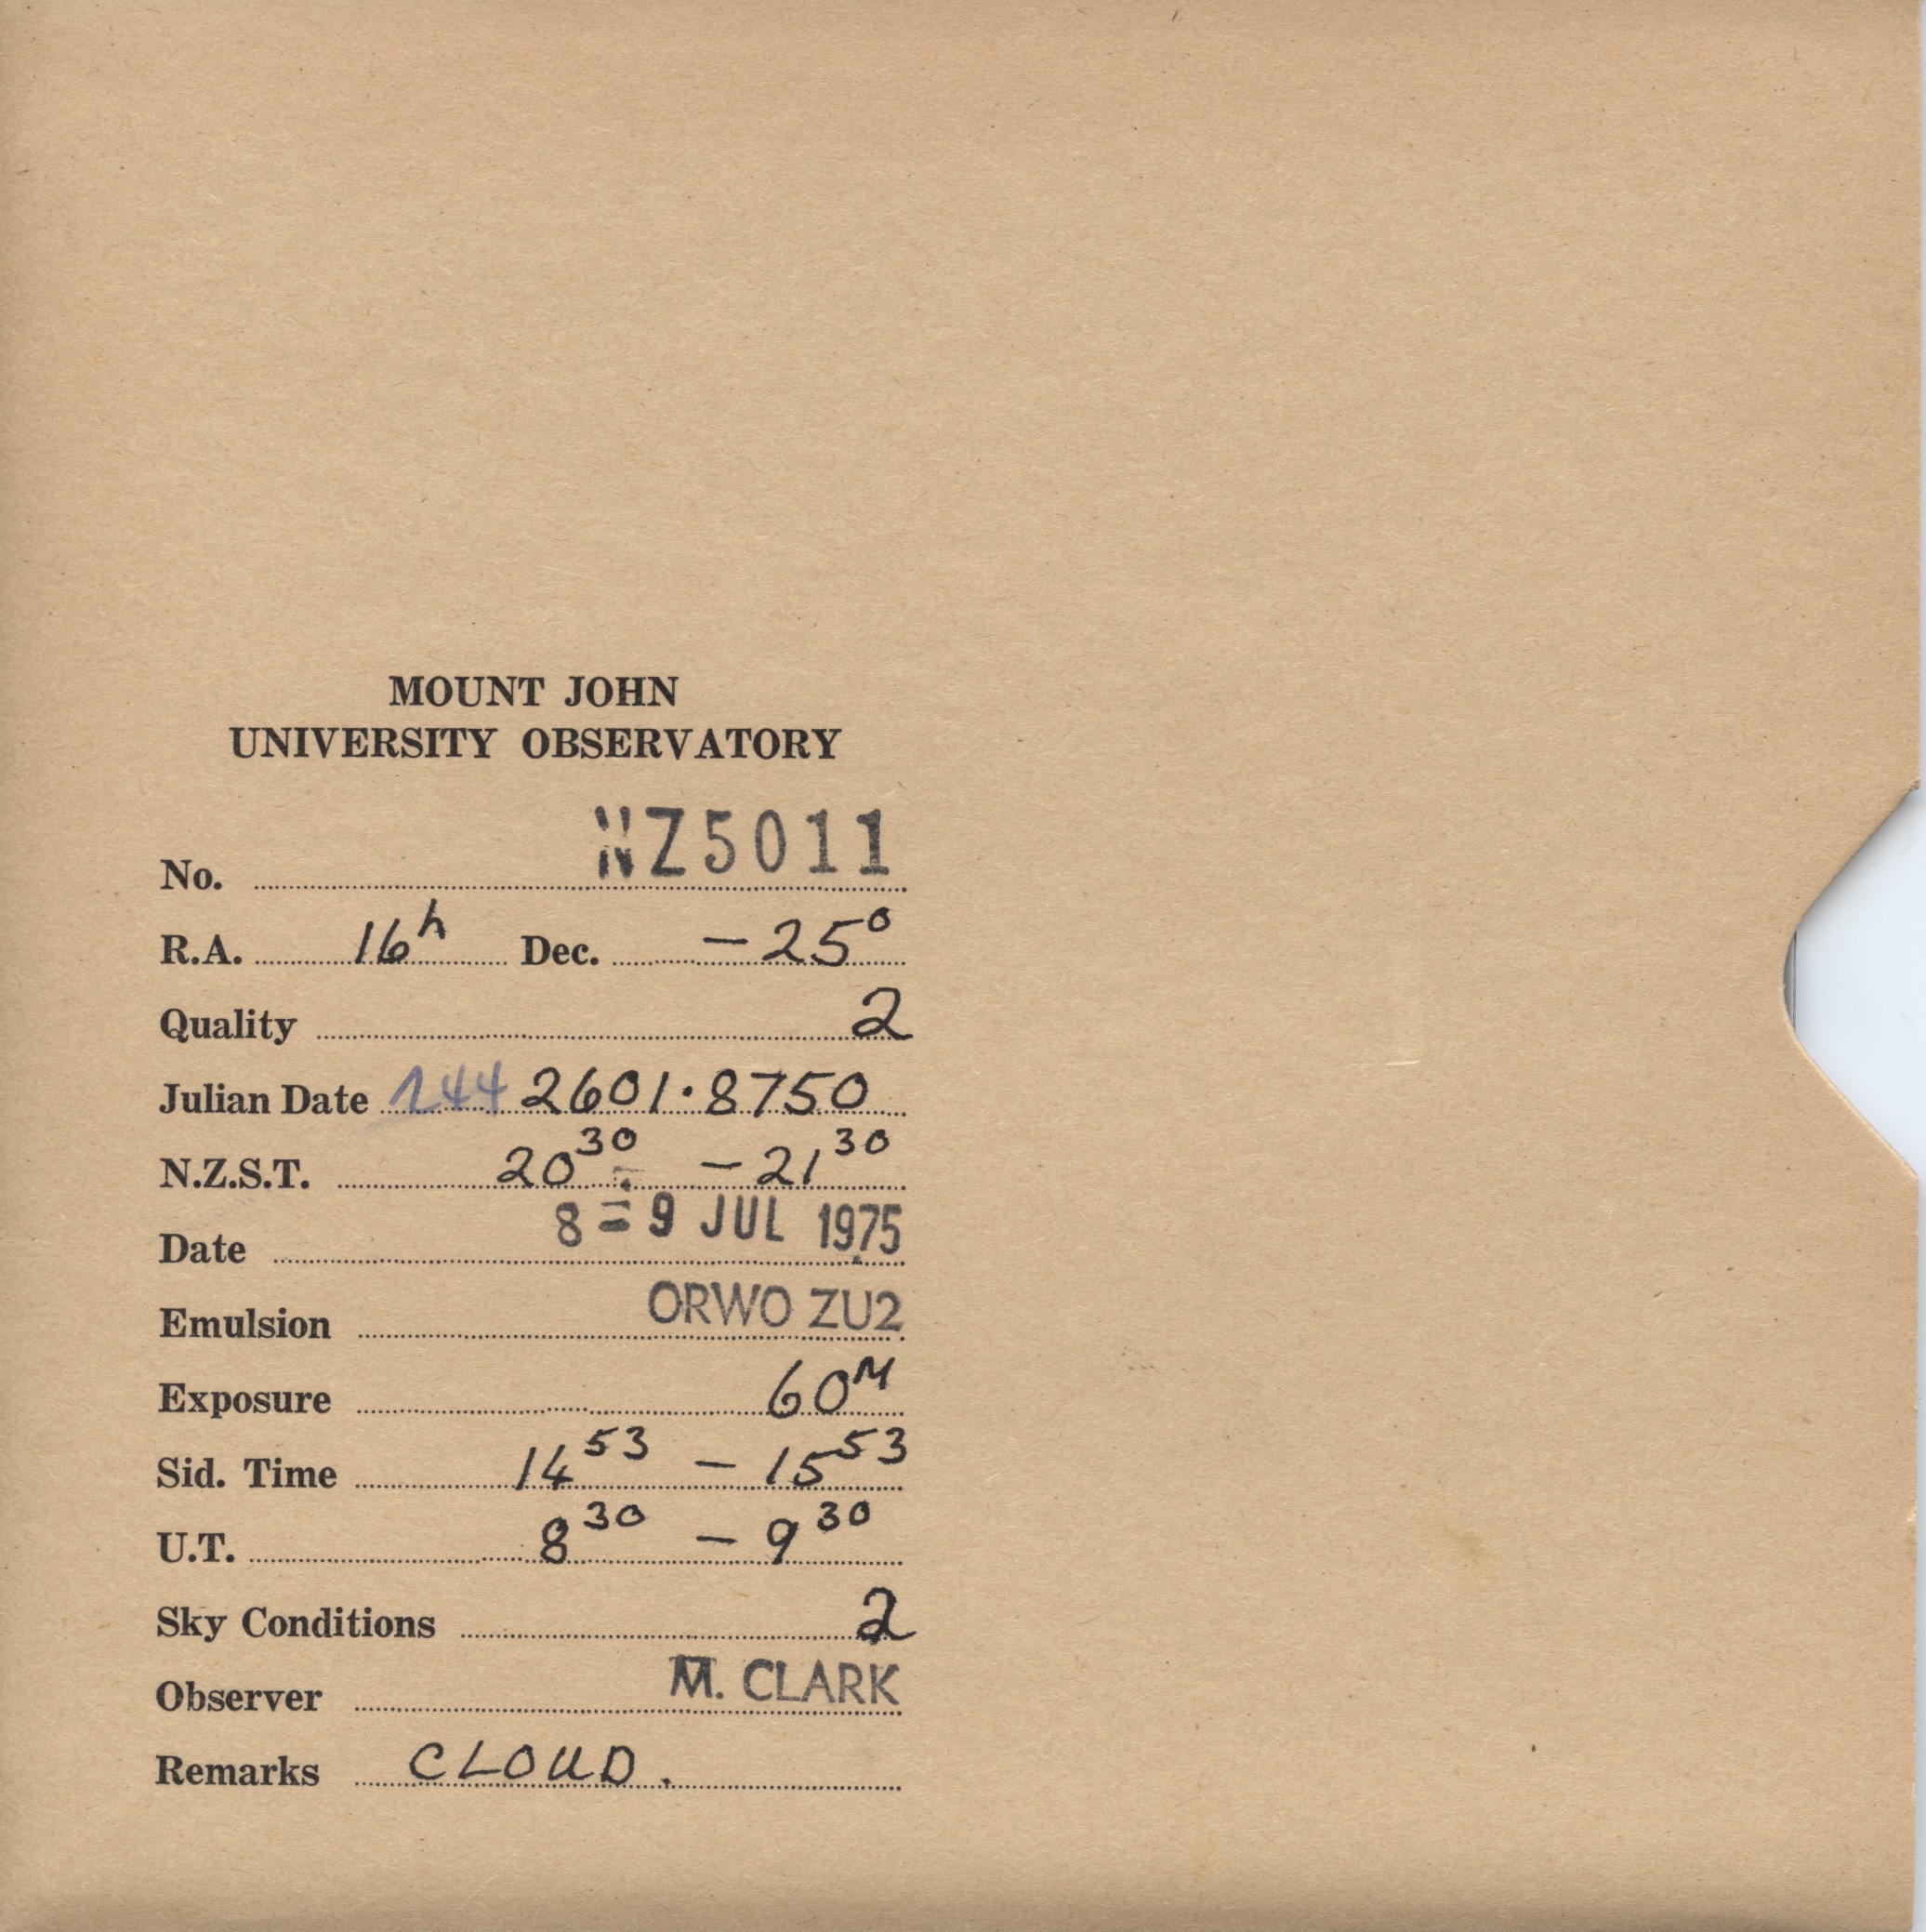 MOUNT JOHN
UNIVERSITY OBSERVATORY
No. NZ5011
R.A. 16h Dec. -25°
Quality 2
Julian Date 244 2601.8750
N.Z.S.T. 20 30 - 21 30
Date 8 - 9 JUL 1975
Emulsion ORWO ZU2
Exposure 60M
Sid. Time 14 53 - 15 53
U.T. 8 30 - 9 30
Sky Conditions 2
Observer M. CLARK
Remarks CLOUD.